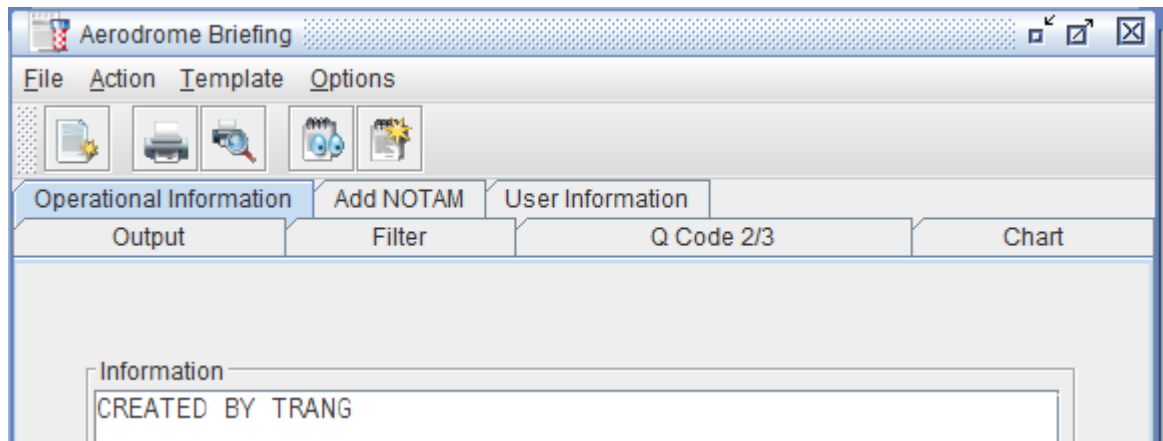 Aerodrome Briefing
File Action Template Options
Operational Information Add NOTAM User Information
Output Filter Q Code 2/3 Chart
Information
CREATED BY TRANG